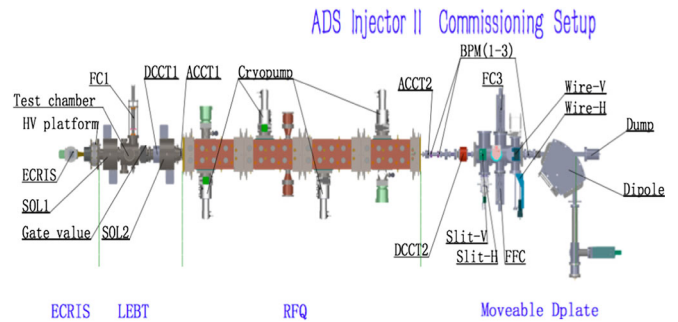 ADS Injector II Commissioning Setup
DCCT1
ACCT1
BPM(1-3)
FC1
Cryopump
ACCT2
FC3
Wire-V
Test chamber
Wire-H
HV platform
Dump
ECRIS
SOL1
Dipole
Gate value
SOL2
DCCT2
Slit-V
Slit-H
FFC
ECRIS
LEBT
RFQ
Moveable Dplate